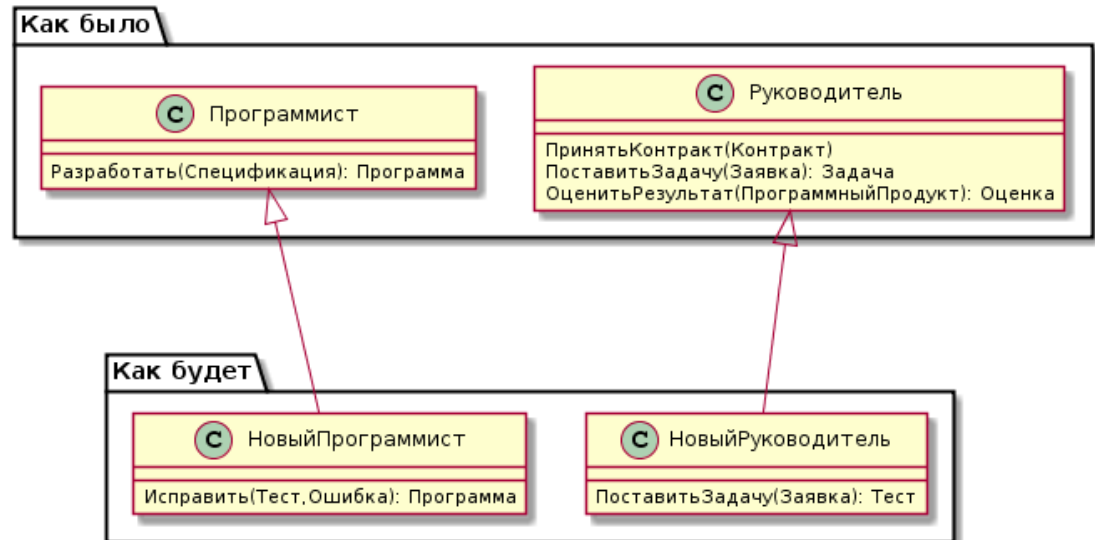 Как было
C Программист
Разработать(Спецификация): Программа
C Руководитель
ПринятьКонтракт(Контракт)
ПоставитьЗадачу(Заявка): Задача
ОценитьРезультат(ПрограммныйПродукт): Оценка
Как будет
C НовыйПрограммист
Исправить(Тест,Ошибка): Программа
C НовыйРуководитель
ПоставитьЗадачу(Заявка): Тест